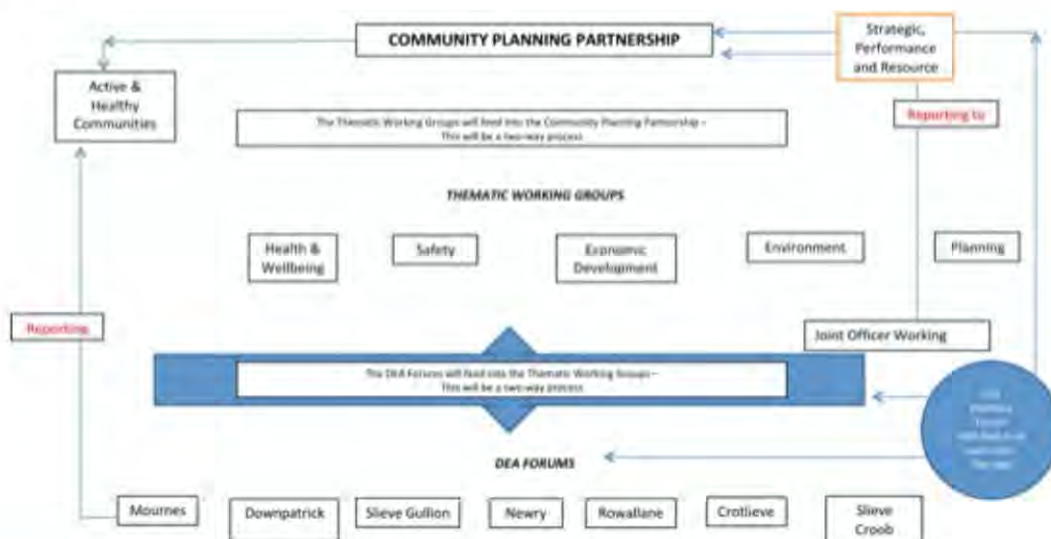 COMMUNITY PLANNING PARTNERSHIP
Strategic,
Performance
and Resource
Active &
Healthy
Communities
Reporting to
The Thematic Working Groups will feed into the Community Planning Partnership –
This will be a two-way process
THEMATIC WORKING GROUPS
Health &
Wellbeing
Safety
Economic
Development
Environment
Planning
Reporting
Joint Officer Working
The DEA Forums will feed into the Thematic Working Groups –
This will be a two-way process
DEA FORUMS
Mournes
Downpatrick
Slieve Gullion
Newry
Rowallane
Crotlieve
Slieve
Croob